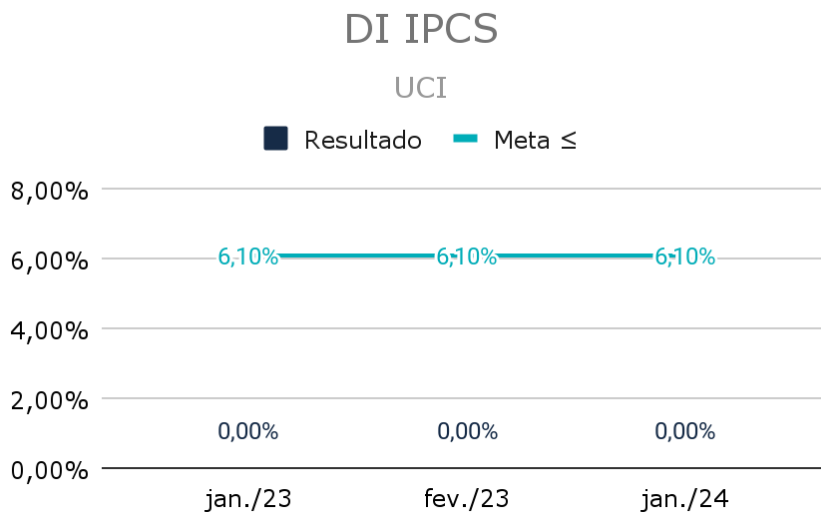 DI IPCS
UCI
Resultado Meta ≤
8,00%
6,00% 6,10% 6,10% 6,10%
4,00%
2,00%
0,00% 0,00% 0,00%
0,00%
jan./23 fev./23 jan./24